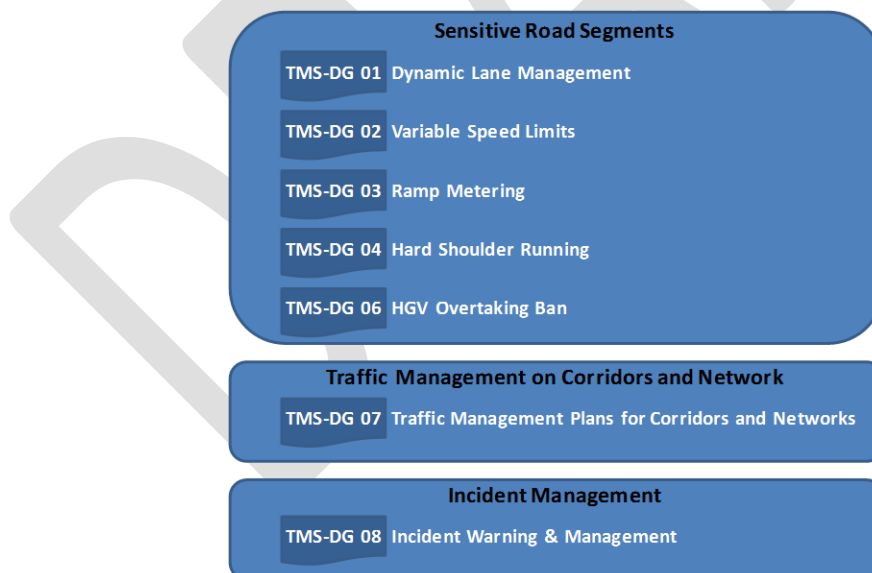 Sensitive Road Segments
TMS-DG 01 Dynamic Lane Management
TMS-DG 02 Variable Speed Limits
TMS-DG 03 Ramp Metering
TMS-DG 04 Hard Shoulder Running
TMS-DG 06 HGV Overtaking Ban
Traffic Management on Corridors and Network
TMS-DG 07 Traffic Management Plans for Corridors and Networks
Incident Management
TMS-DG 08 Incident Warning & Management